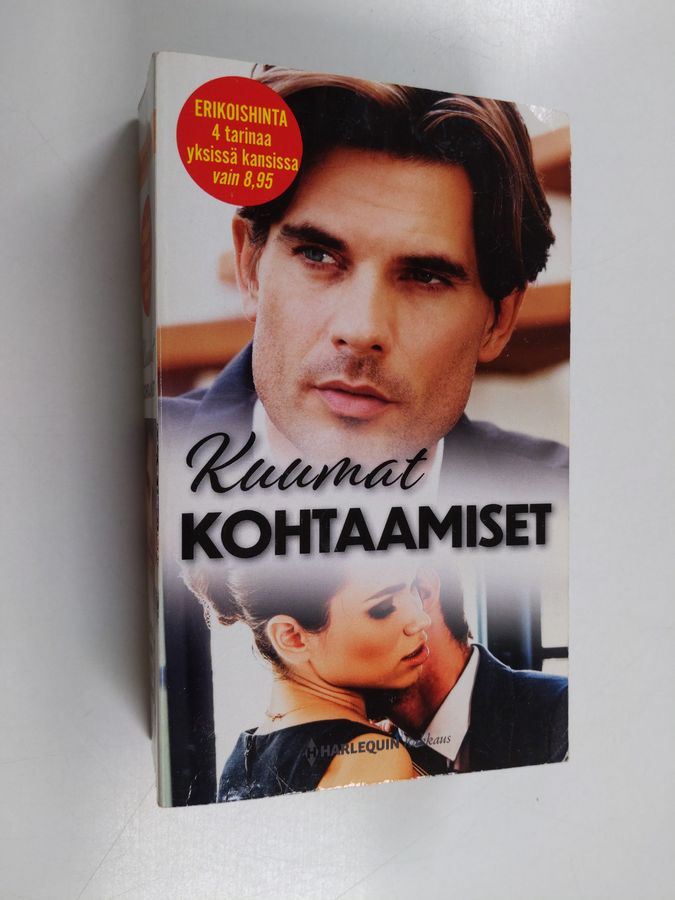 ERIKOISHINTA
4 tarinaa
yksissä kansissa
vain 8,95
Kuumat
KOHTAAMISET
HARLEQUIN